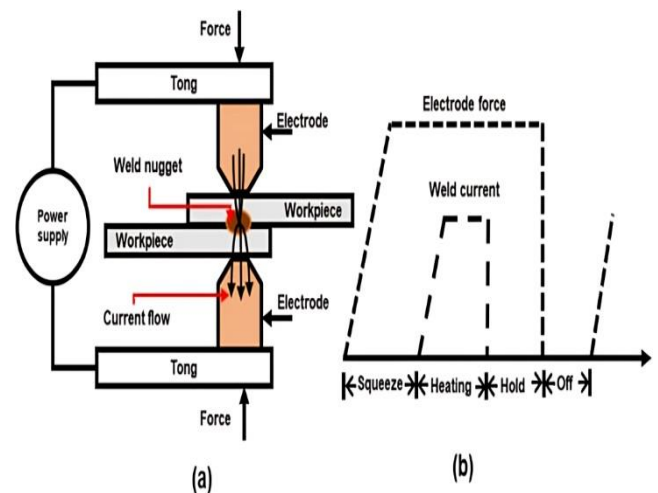 Force
Tong
Electrode
Weld nugget
Workpiece
Power
supply
Workpiece
Electrode
Current flow
Tong
Force
(a)
Electrode force
Weld current
Squeeze
Heating
Hold
Off
(b)